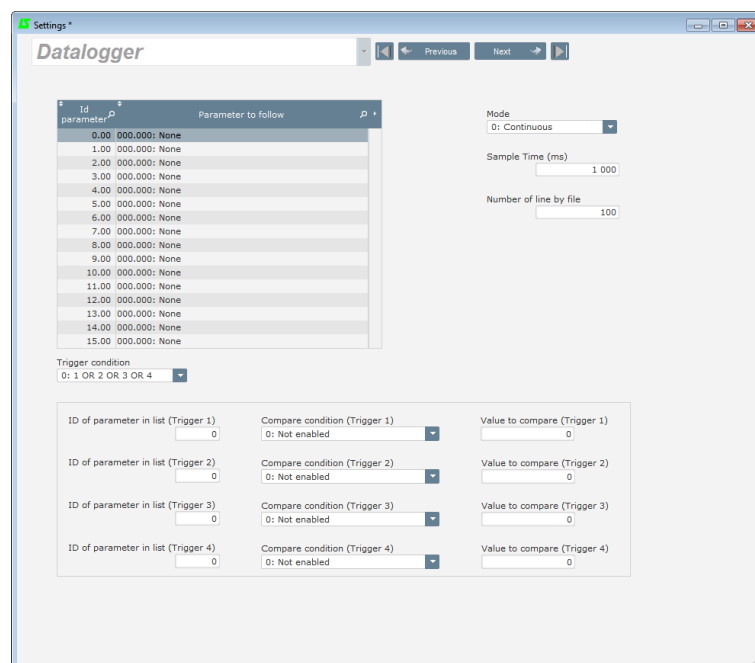 Settings *
Datalogger
Previous
Next
Id parameter
Parameter to follow
0.00 000.000: None
1.00 000.000: None
2.00 000.000: None
3.00 000.000: None
4.00 000.000: None
5.00 000.000: None
6.00 000.000: None
7.00 000.000: None
8.00 000.000: None
9.00 000.000: None
10.00 000.000: None
11.00 000.000: None
12.00 000.000: None
13.00 000.000: None
14.00 000.000: None
15.00 000.000: None
Mode
0: Continuous
Sample Time (ms)
1 000
Number of line by file
100
Trigger condition
0: 1 OR 2 OR 3 OR 4
ID of parameter in list (Trigger 1)
0
Compare condition (Trigger 1)
0: Not enabled
Value to compare (Trigger 1)
0
ID of parameter in list (Trigger 2)
0
Compare condition (Trigger 2)
0: Not enabled
Value to compare (Trigger 2)
0
ID of parameter in list (Trigger 3)
0
Compare condition (Trigger 3)
0: Not enabled
Value to compare (Trigger 3)
0
ID of parameter in list (Trigger 4)
0
Compare condition (Trigger 4)
0: Not enabled
Value to compare (Trigger 4)
0